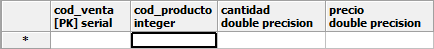 cod_venta cod_producto cantidad precio
[PK] serial integer double precision double precision
*